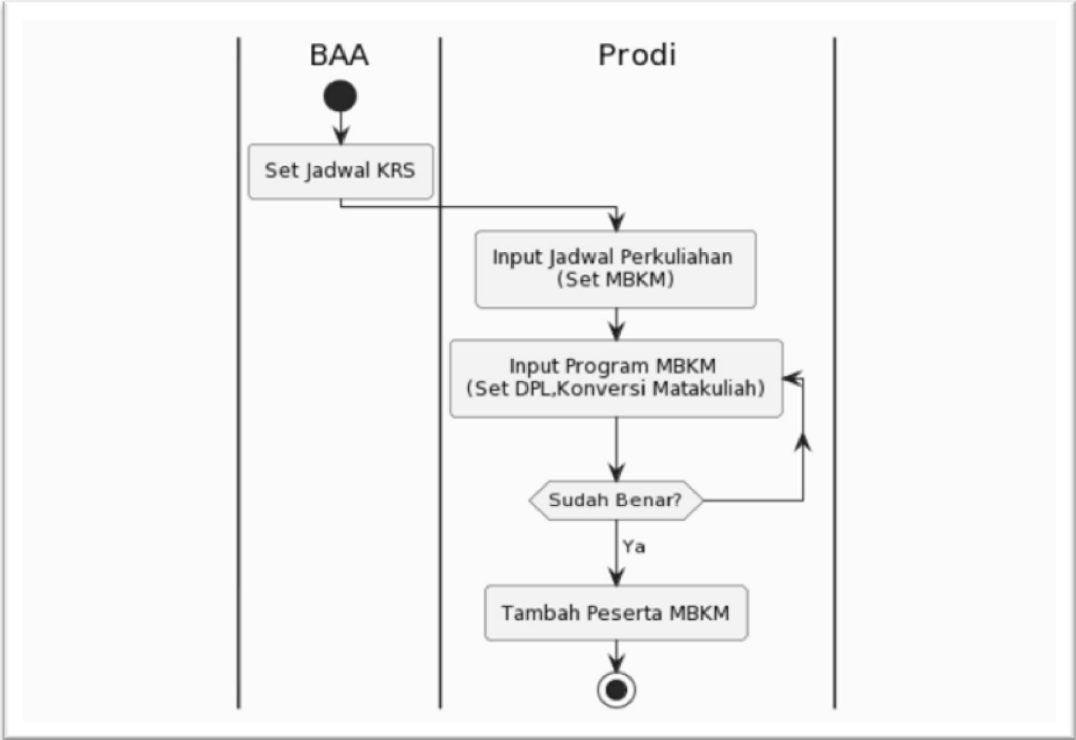 BAA
Prodi
Set Jadwal KRS
Input Jadwal Perkuliahan
(Set MBKM)
Input Program MBKM
(Set DPL,Konversi Matakuliah)
Sudah Benar?
Ya
Tambah Peserta MBKM